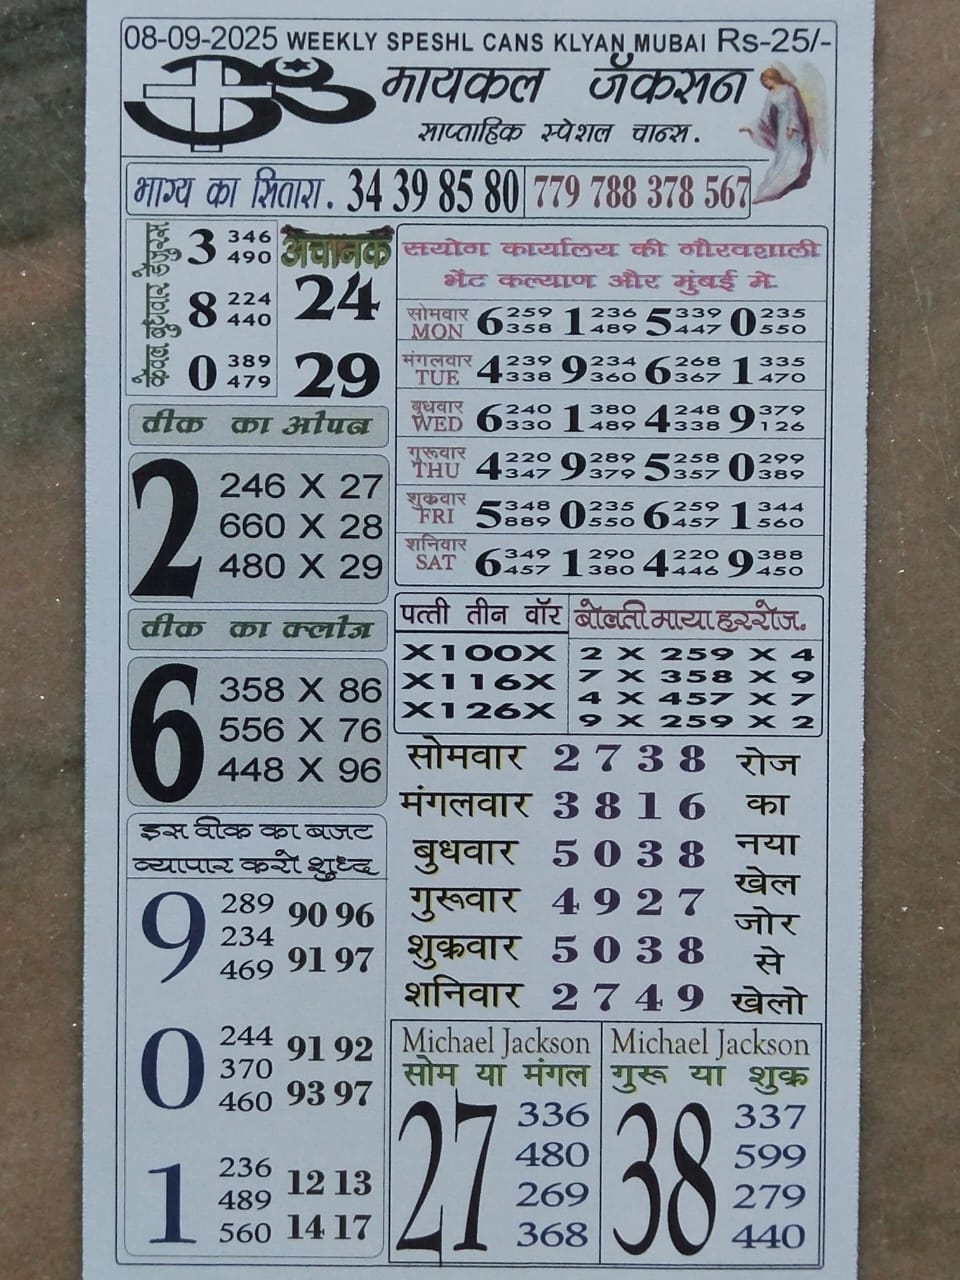 08-09-2025 WEEKLY SPESHL CANS KLYAN MUBAI Rs-25/-
मायकल जॅकसन
साप्ताहिक स्पेशल चान्स.
भाग्य का सितारा. 34 39 85 80 779 788 378 567
केवल बुधवार हेतु
3 346 490
8 224 440
0 389 479
अचानक
24
29
वीक का ओपन
2
246 X 27
660 X 28
480 X 29
वीक का क्लोज
6
358 X 86
556 X 76
448 X 96
इस वीक का बजट
व्यापार करो शुध्द
9
289
234
469
90 96
91 97
0
244
370
460
91 92
93 97
1
236
489
560
12 13
14 17
सयोग कार्यालय की गौरवशाली
भेंट कल्याण और मुंबई मे.
सोमवार MON 6 259 358 1 236 489 5 339 447 0 235 550
मंगलवार TUE 4 239 338 9 234 360 6 268 367 1 335 470
बुधवार WED 6 240 330 1 380 489 4 248 338 9 379 126
गुरूवार THU 4 220 347 9 289 379 5 258 357 0 299 389
शुक्रवार FRI 5 348 889 0 235 550 6 259 457 1 344 560
शनिवार SAT 6 349 457 1 290 380 4 220 446 9 388 450
पत्ती तीन वॉर
X100X
X116X
X126X
बोलती माया हररोज.
2 X 259 X 4
7 X 358 X 9
4 X 457 X 7
9 X 259 X 2
सोमवार 2 7 3 8
मंगलवार 3 8 1 6
बुधवार 5 0 3 8
गुरूवार 4 9 2 7
शुक्रवार 5 0 3 8
शनिवार 2 7 4 9
रोज
का
नया
खेल
जोर
से
खेलो
Michael Jackson
सोम या मंगल
27
336
480
269
368
Michael Jackson
गुरू या शुक्र
38
337
599
279
440